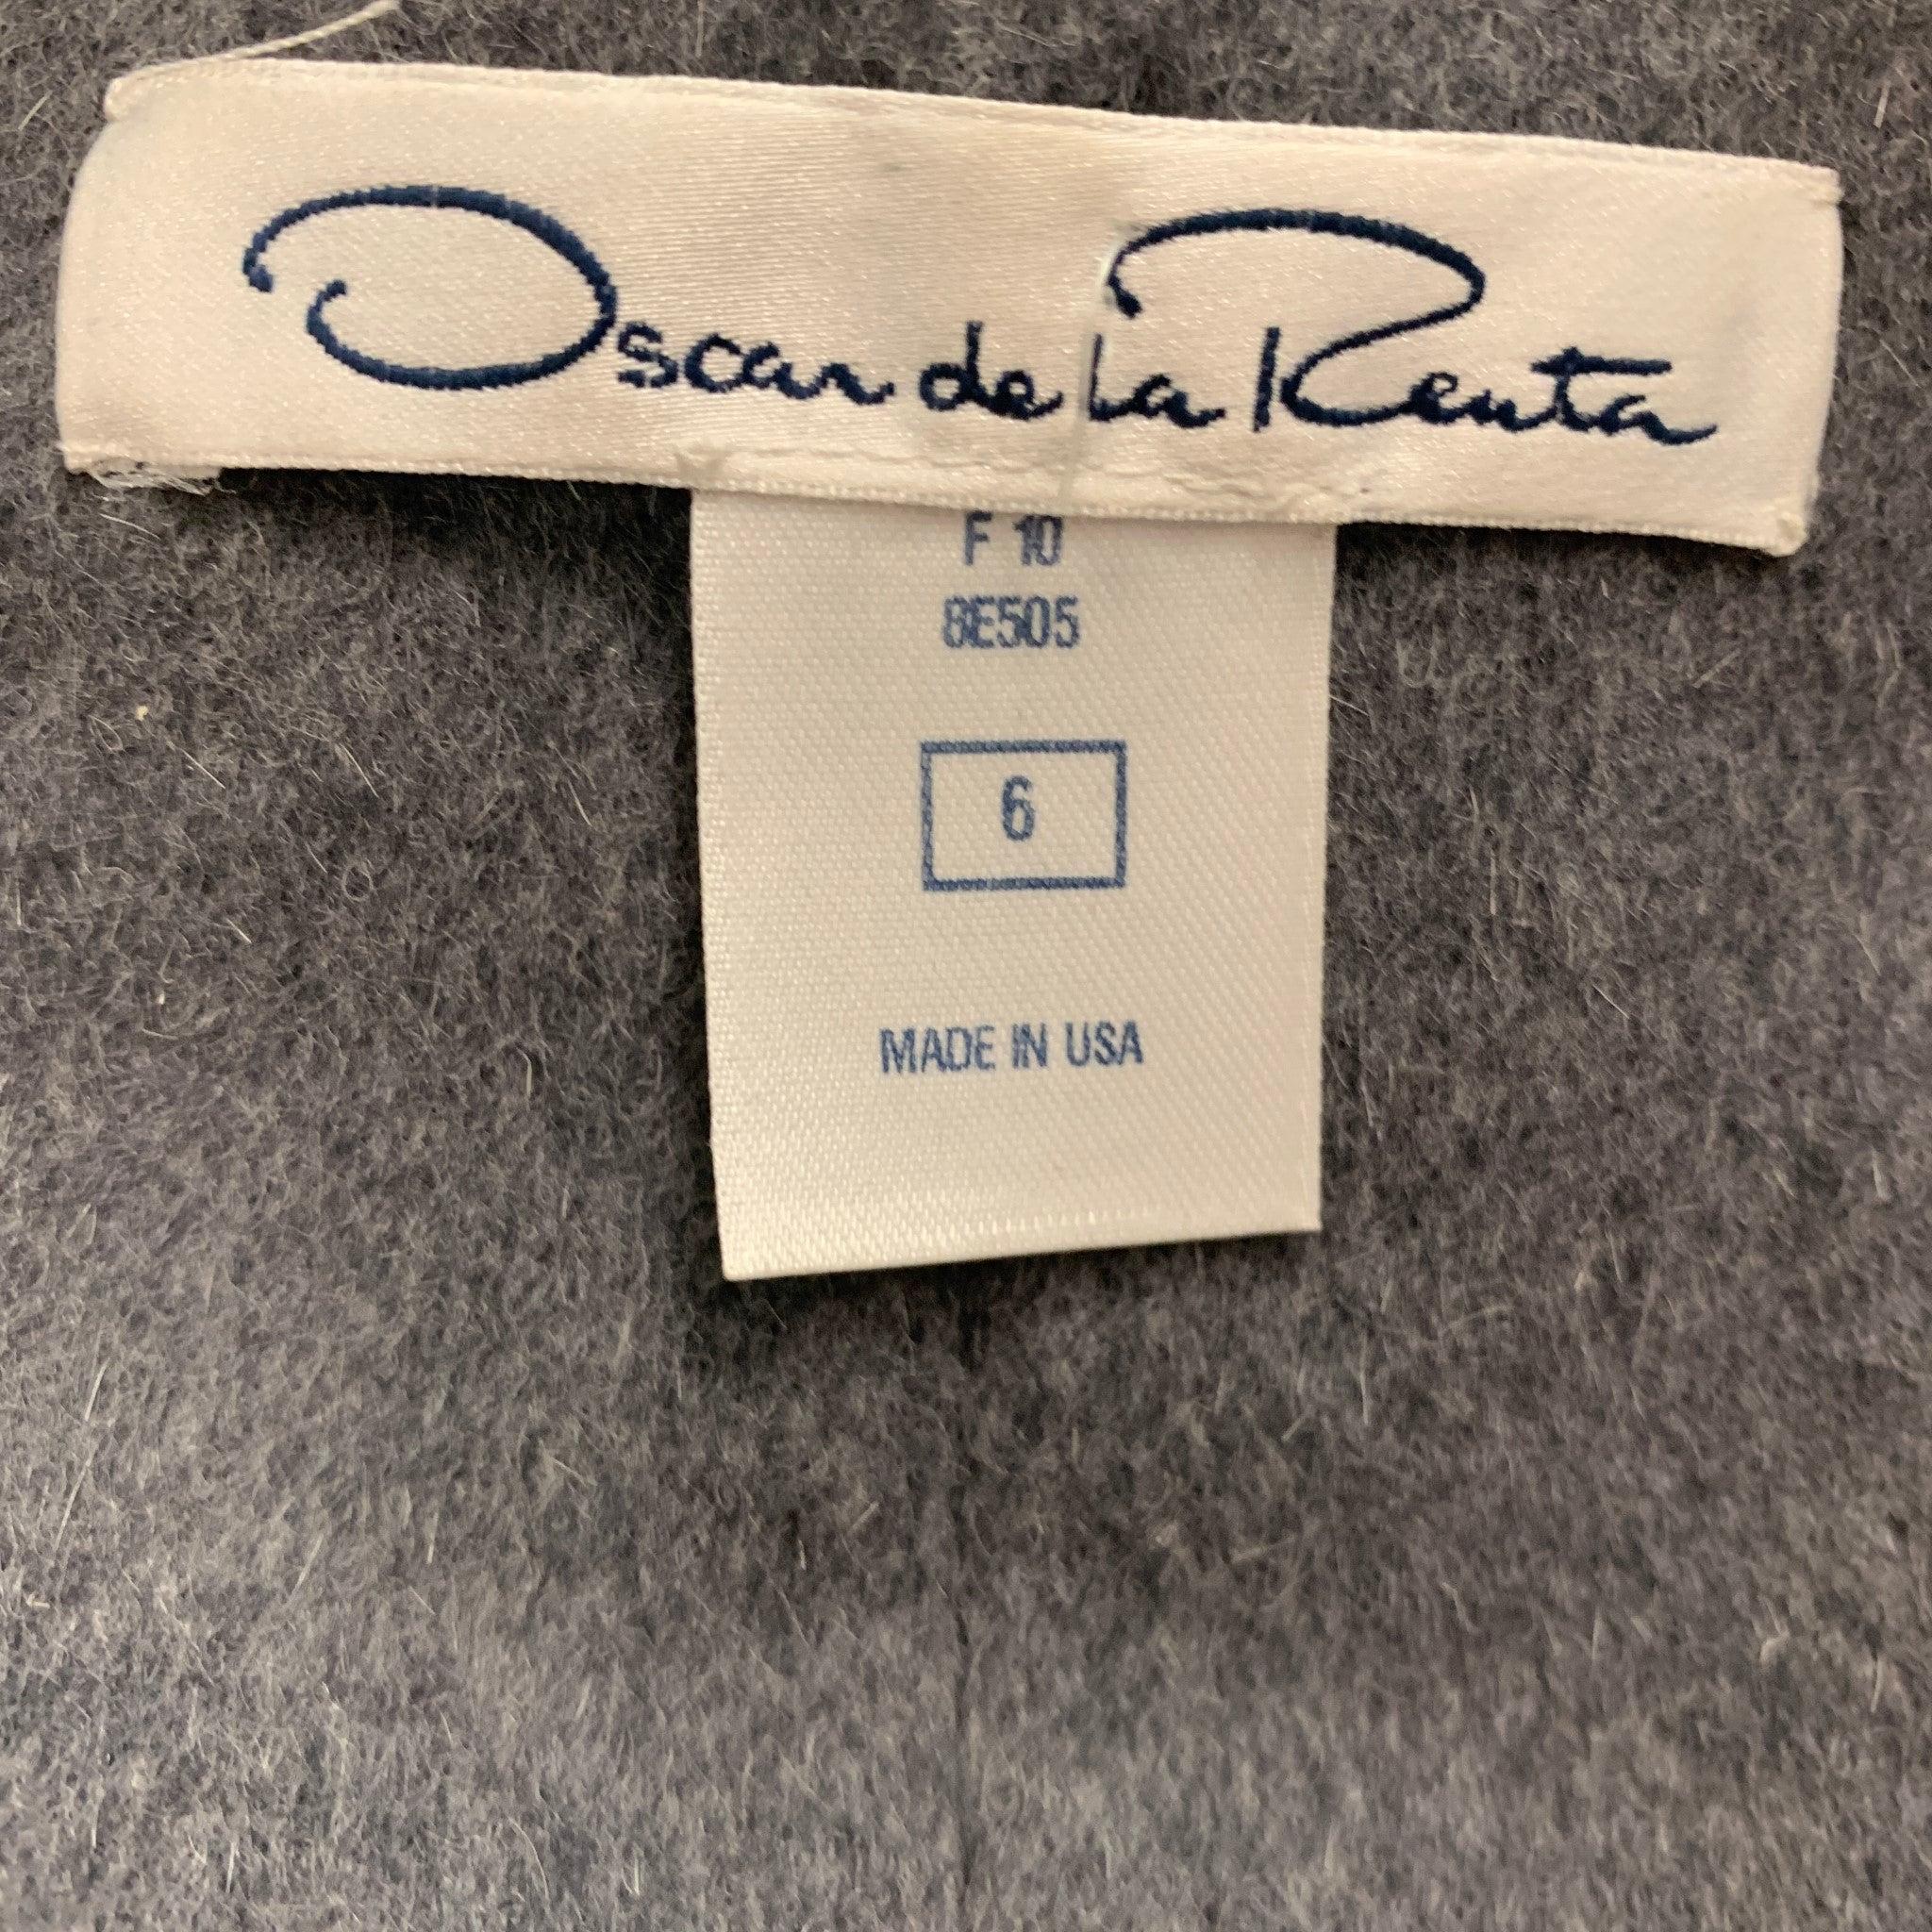 Oscar de la Renta
F 10
8E505
6
MADE IN USA